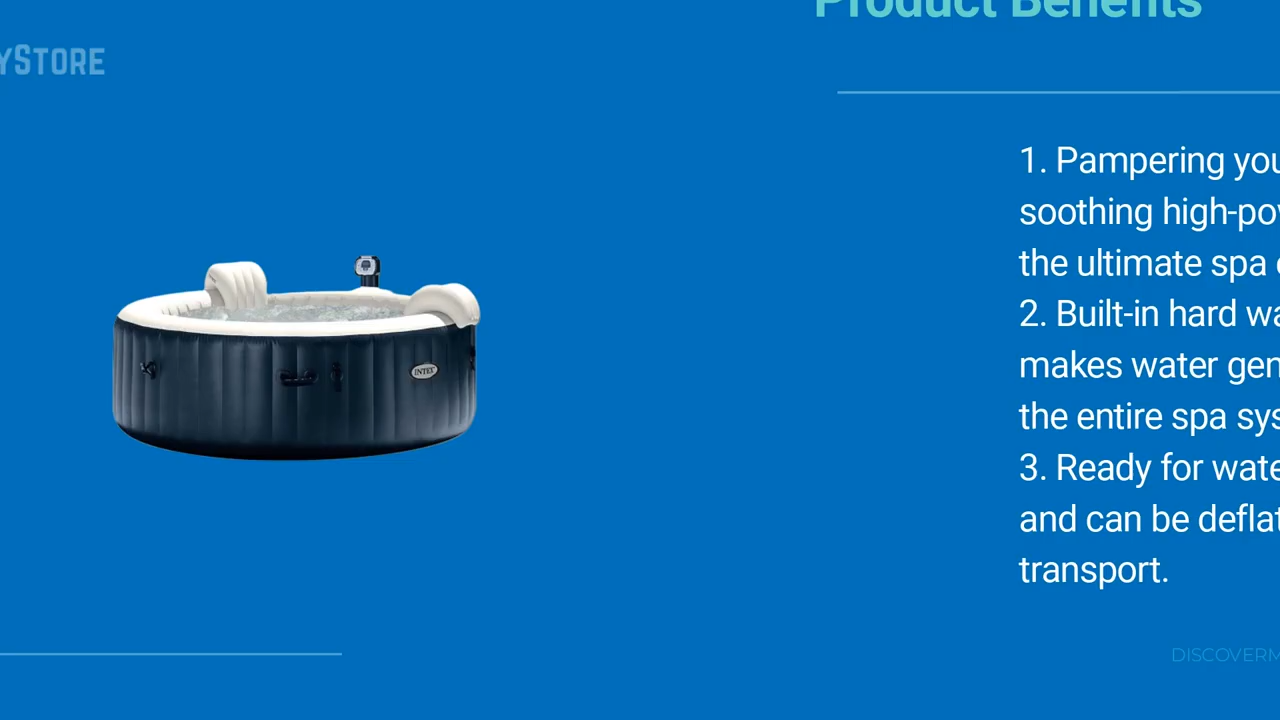 Product Benefits
YSTORE
1. Pampering you
soothing high-pov
the ultimate spa
2. Built-in hard wa
makes water gen
the entire spa sys
3. Ready for wate
and can be deflat
transport.
INTEX
DISCOVERM